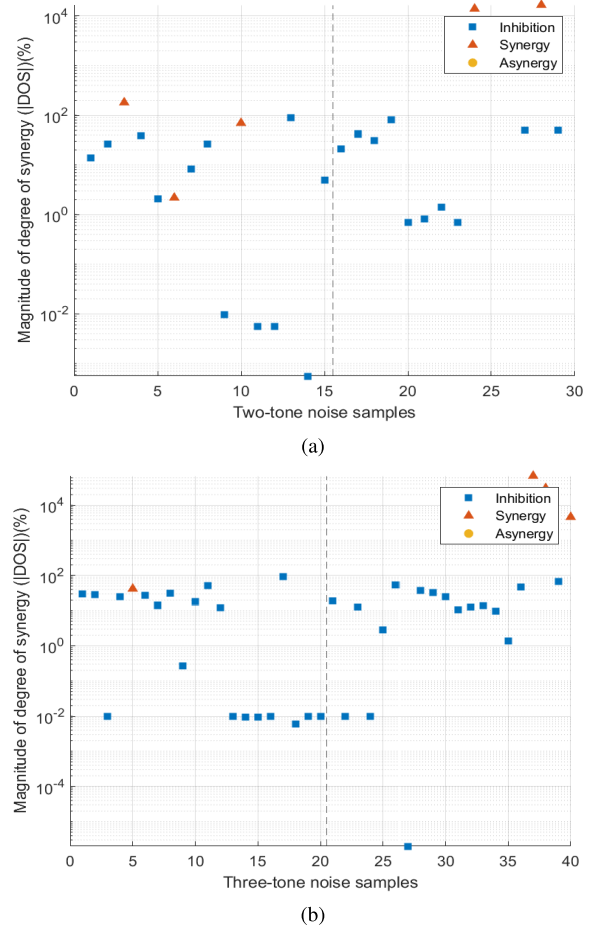 10^4
10^2
10^0
10^-2
Magnitude of degree of synergy (|DOS|)(%)
Inhibition
Synergy
Asynergy
0 5 10 15 20 25 30
Two-tone noise samples
(a)
10^4
10^2
10^0
10^-2
10^-4
Magnitude of degree of synergy (|DOS|)(%)
Inhibition
Synergy
Asynergy
0 5 10 15 20 25 30 35 40
Three-tone noise samples
(b)